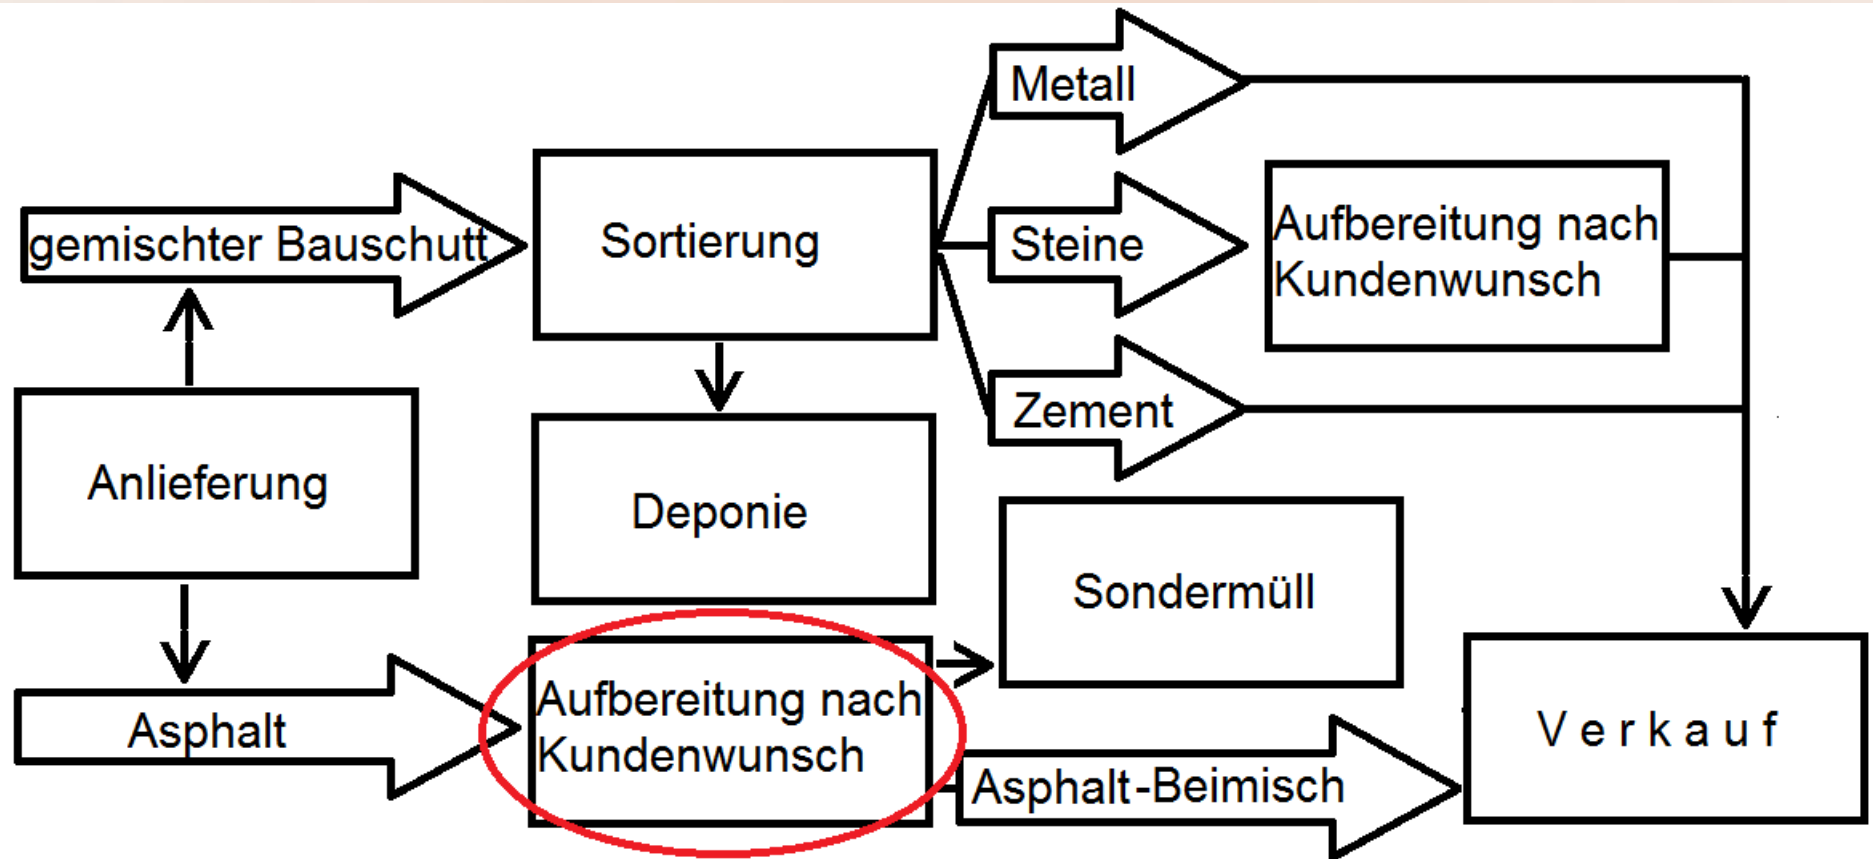 Metall
gemischter Bauschutt
Sortierung
Steine
Aufbereitung nach
Kundenwunsch
Zement
Anlieferung
Deponie
Sondermüll
Asphalt
Aufbereitung nach
Kundenwunsch
Asphalt-Beimisch
Verkauf